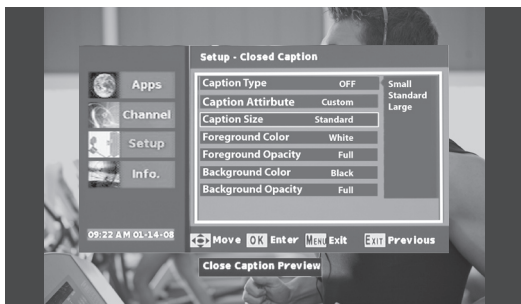 Setup - Closed Caption
Apps
Channel
Setup
Info.
Caption Type OFF
Caption Attirbute Custom
Caption Size Standard
Foreground Color White
Foreground Opacity Full
Background Color Black
Background Opacity Full
Small
Standard
Large
09:22 AM 01-14-08
Move OK Enter MENU Exit EXIT Previous
Close Caption Preview